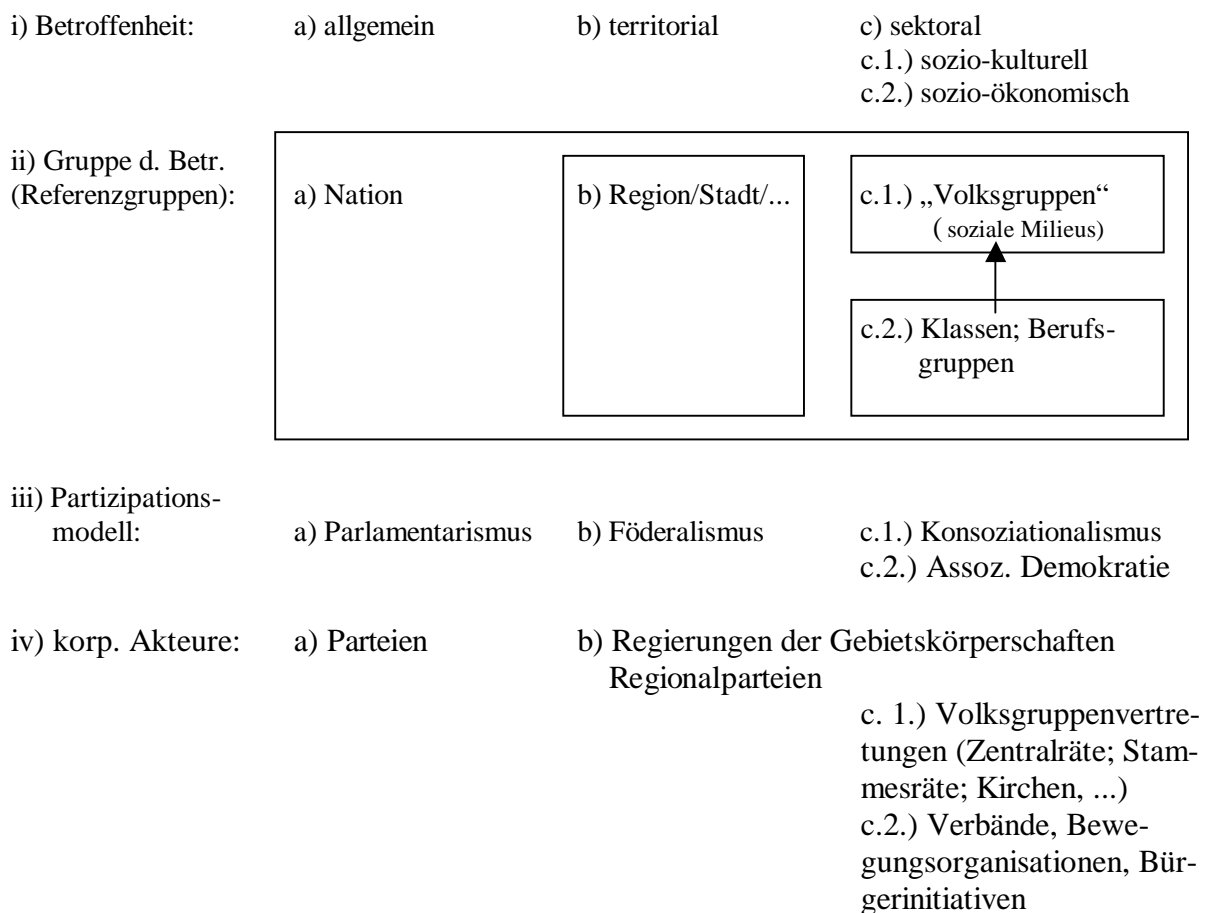 i) Betroffenheit: a) allgemein b) territorial c) sektoral
c.1.) sozio-kulturell
c.2.) sozio-ökonomisch
ii) Gruppe d. Betr.
(Referenzgruppen): a) Nation b) Region/Stadt/... c.1.) „Volksgruppen“
( soziale Milieus)
c.2.) Klassen; Berufs-
gruppen
iii) Partizipations-
modell: a) Parlamentarismus b) Föderalismus c.1.) Konsoziationalismus
c.2.) Assoz. Demokratie
iv) korp. Akteure: a) Parteien b) Regierungen der Gebietskörperschaften
Regionalparteien
c. 1.) Volksgruppenvertre-
tungen (Zentralräte; Stam-
mesräte; Kirchen, ...)
c.2.) Verbände, Bewe-
gungsorganisationen, Bür-
gerinitiativen